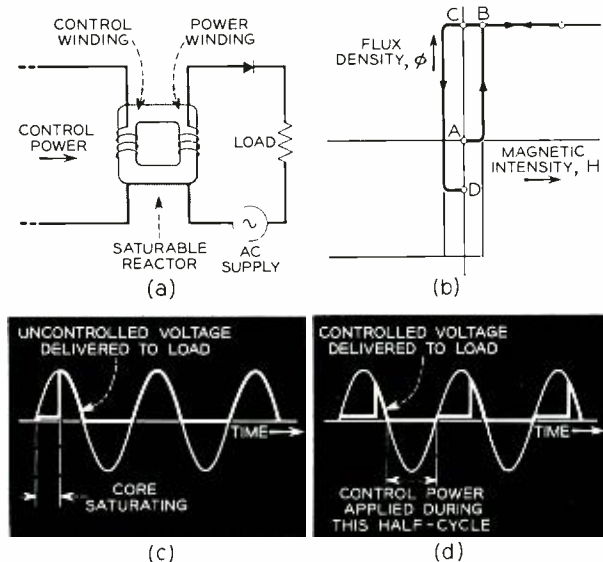 CONTROL
WINDING
POWER
WINDING
CONTROL
POWER
LOAD
SATURABLE
REACTOR
~
AC
SUPPLY
(a)
C
B
FLUX
DENSITY, ϕ
A
MAGNETIC
INTENSITY, H
D
(b)
UNCONTROLLED VOLTAGE
DELIVERED TO LOAD
TIME
CORE
SATURATING
(c)
CONTROLLED VOLTAGE
DELIVERED TO LOAD
TIME
CONTROL POWER
APPLIED DURING
THIS HALF-CYCLE
(d)